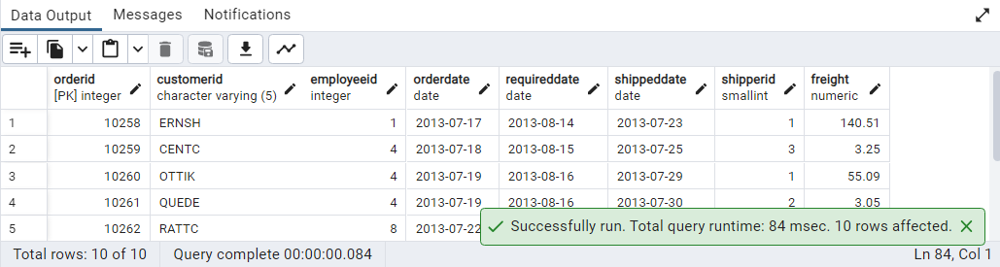 Data Output Messages Notifications
orderid customerid employeeid orderdate requireddate shippeddate shipperid freight
[PK] integer character varying (5) integer date date date smallint numeric
1 10258 ERNSH 1 2013-07-17 2013-08-14 2013-07-23 1 140.51
2 10259 CENTC 4 2013-07-18 2013-08-15 2013-07-25 3 3.25
3 10260 OTTIK 4 2013-07-19 2013-08-16 2013-07-29 1 55.09
4 10261 QUEDE 4 2013-07-19 2013-08-16 2013-07-30 2 3.05
5 10262 RATTC 8 2013-07-22
Successfully run. Total query runtime: 84 msec. 10 rows affected.
Total rows: 10 of 10 Query complete 00:00:00.084 Ln 84, Col 1